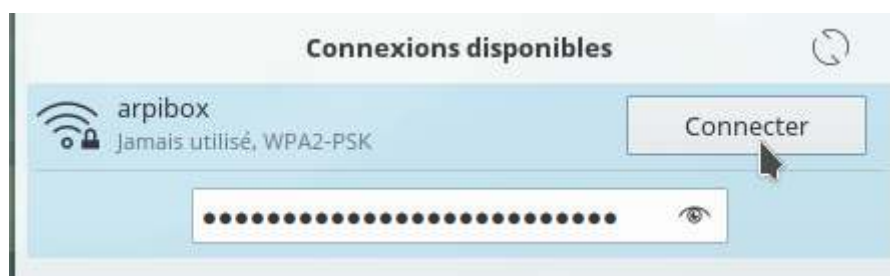 Connexions disponibles
arpibox
Connecter
Jamais utilisé, WPA2-PSK
••••••••••••••••••••••••••